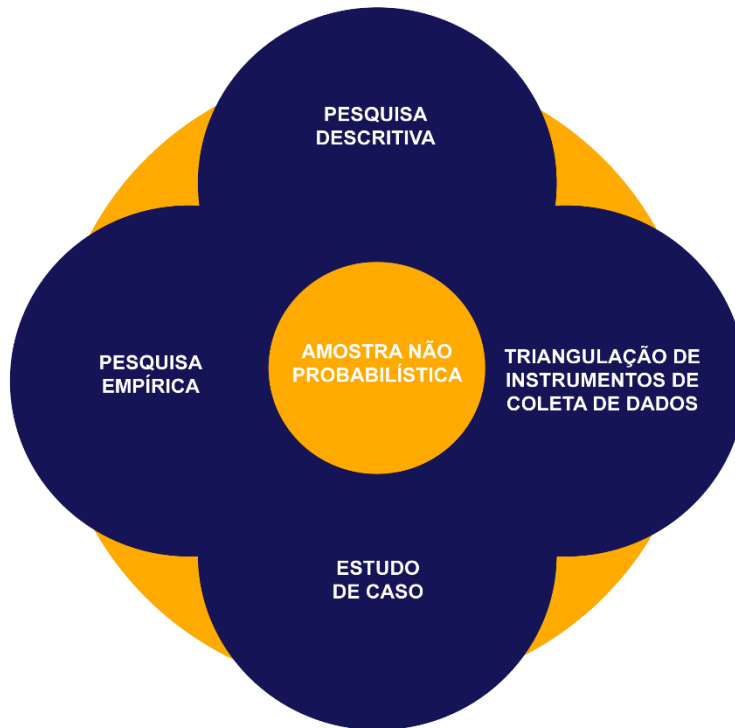 PESQUISA
DESCRITIVA
PESQUISA
EMPÍRICA
AMOSTRA NÃO
PROBABILÍSTICA
TRIANGULAÇÃO DE
INSTRUMENTOS DE
COLETA DE DADOS
ESTUDO
DE CASO